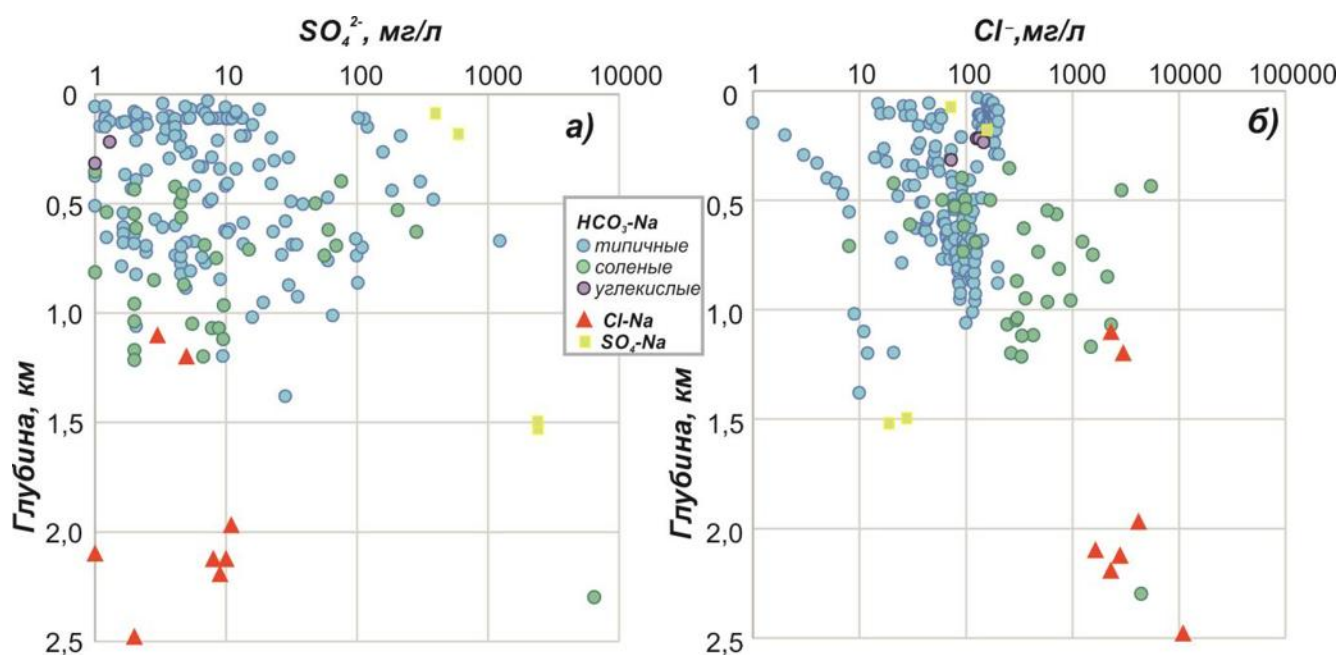 SO₄²⁻, мг/л
1 10 100 1000 10000
0
0,5
1,0
1,5
2,0
2,5
Глубина, км
а)
HCO₃-Na
типичные
соленые
углекислые
Cl-Na
SO₄-Na
Cl⁻,мг/л
1 10 100 1000 10000 100000
0
0,5
1,0
1,5
2,0
2,5
Глубина, км
б)